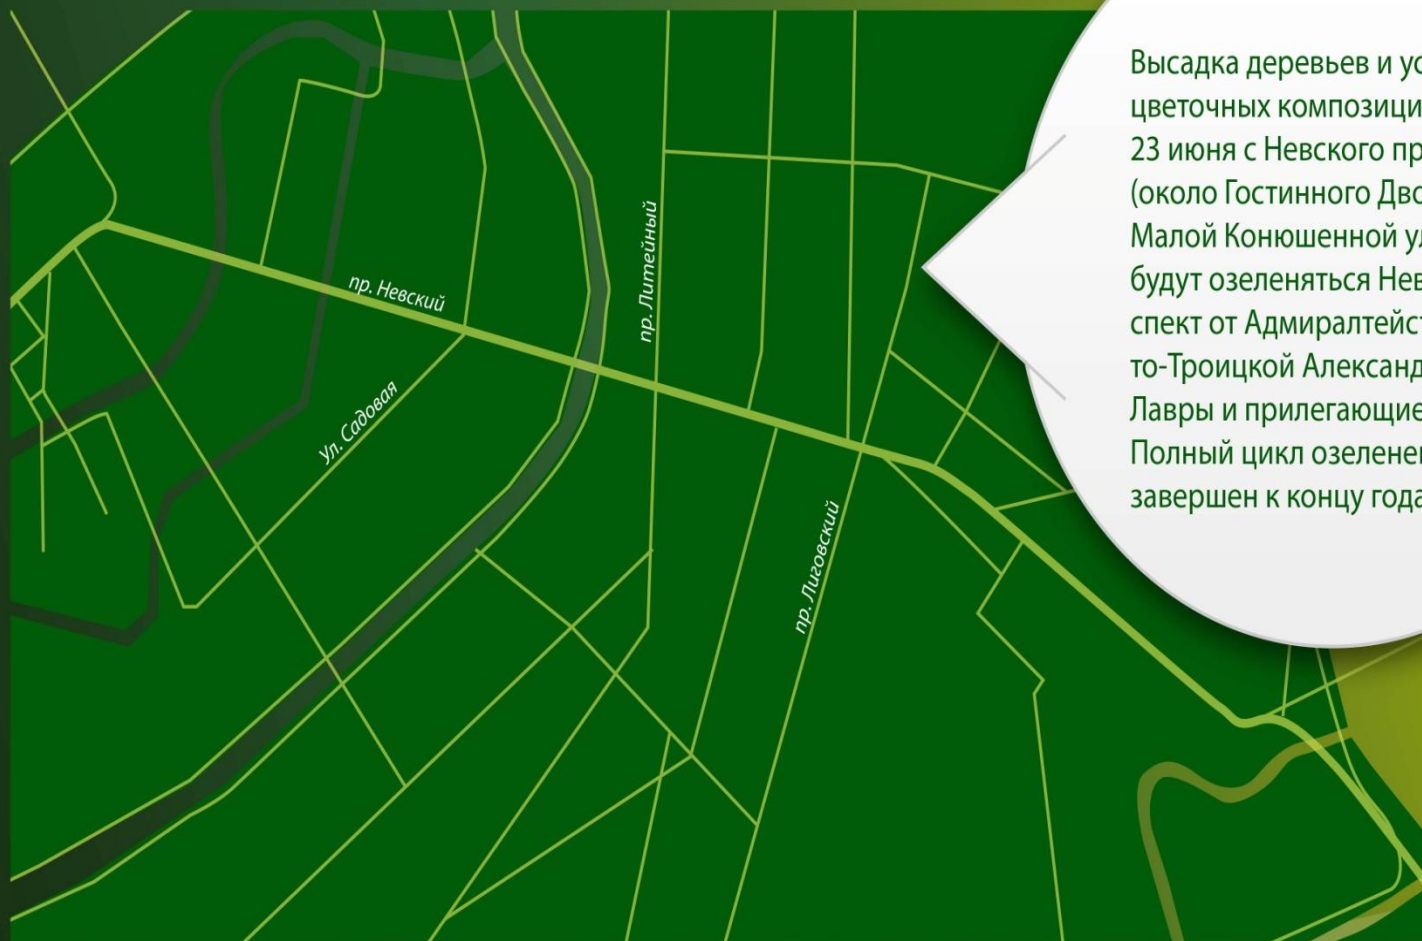 Высадка деревьев и ус
цветочных композици
23 июня с Невского пр
(около Гостинного Дво
Малой Конюшенной ул
будут озеленяться Нев
спект от Адмиралтейст
то-Троицкой Александ
Лавры и прилегающие
Полный цикл озеленен
завершен к концу года
пр. Невский
пр. Литейный
Ул. Садовая
пр. Лиговский